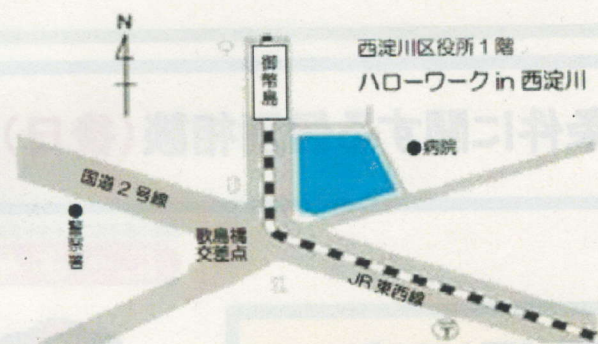 N
西淀川区役所1階
ハローワーク in 西淀川
御幣島
●病院
国道2号線
●警察署
歌島橋
交差点
JR東西線